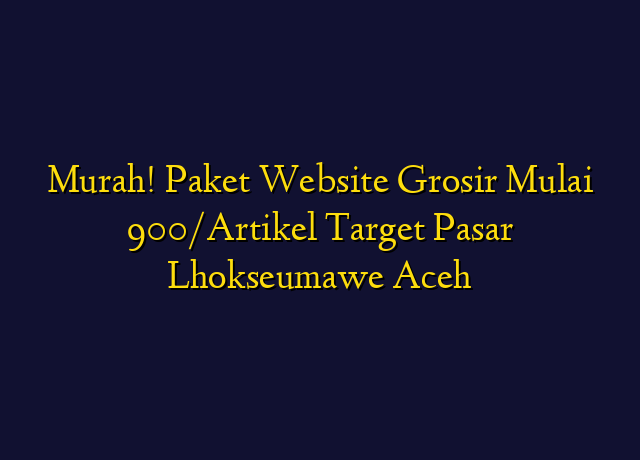 Murah! Paket Website Grosir Mulai
900/Artikel Target Pasar
Lhokseumawe Aceh